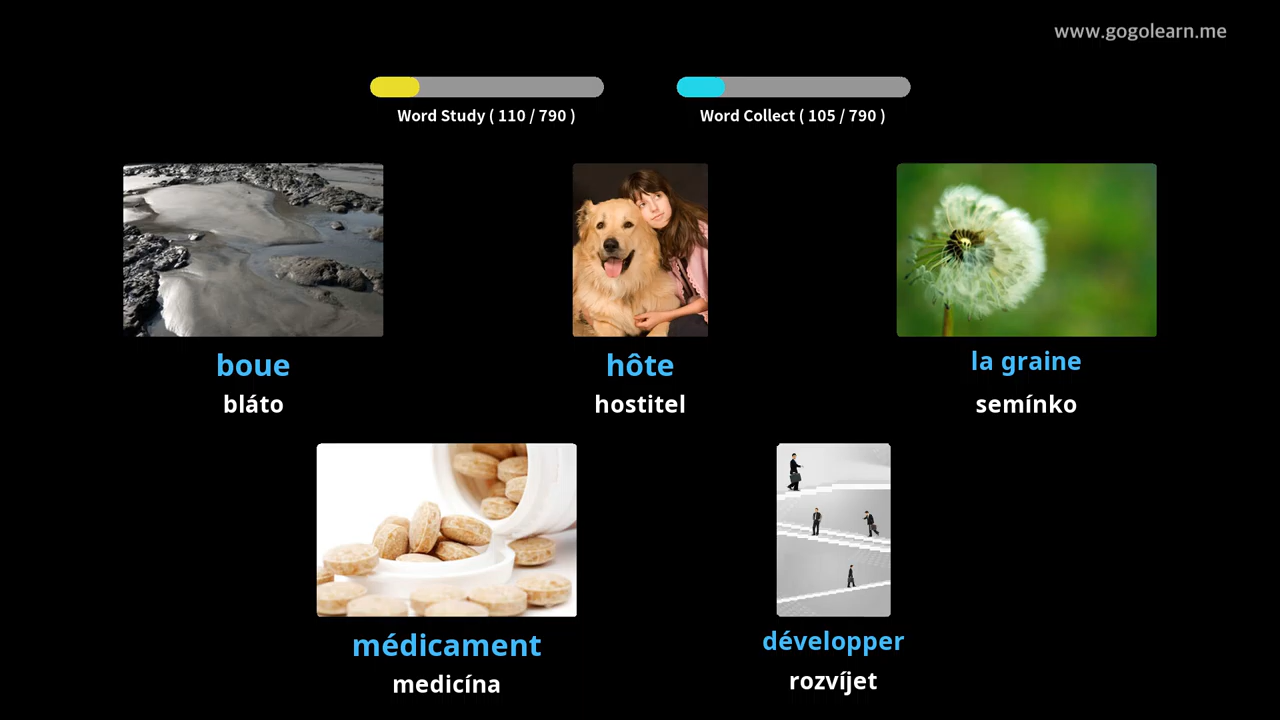 www.gogolearn.me
Word Study ( 110 / 790 )
Word Collect ( 105 / 790 )
boue
hôte
la graine
bláto
hostitel
semínko
médicament
développer
medicína
rozvíjet